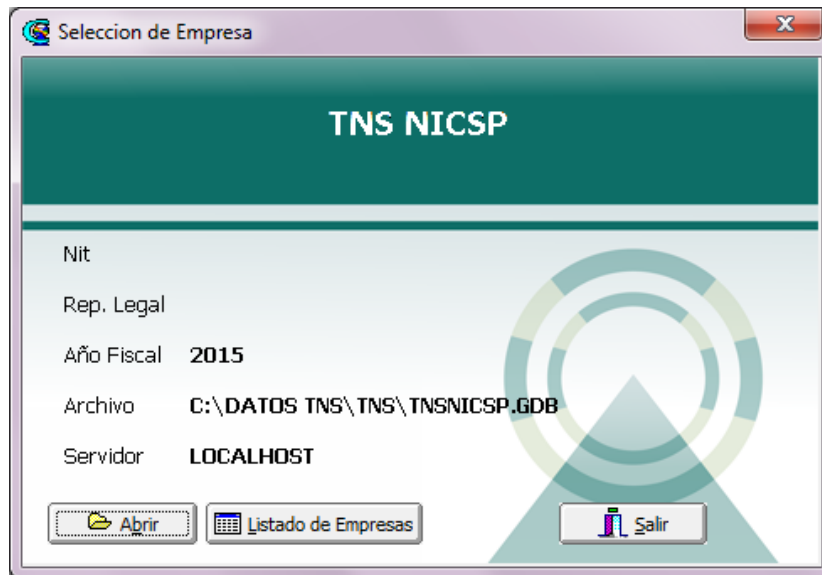 Seleccion de Empresa
TNS NICSP
Nit
Rep. Legal
Año Fiscal 2015
Archivo C:\DATOS TNS\TNS\TNSNICSP.GDB
Servidor LOCALHOST
Abrir Listado de Empresas Salir